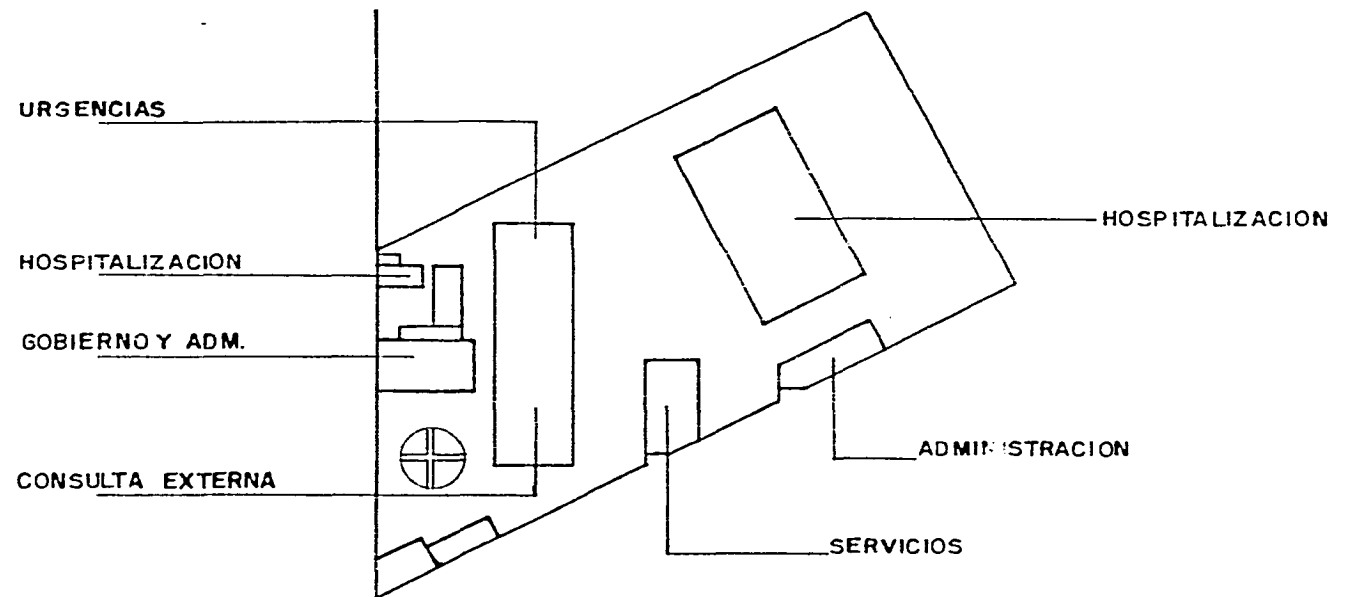 URGENCIAS
HOSPITALIZACION
HOSPITALIZACION
GOBIERNO Y ADM.
ADMINISTRACION
CONSULTA EXTERNA
SERVICIOS